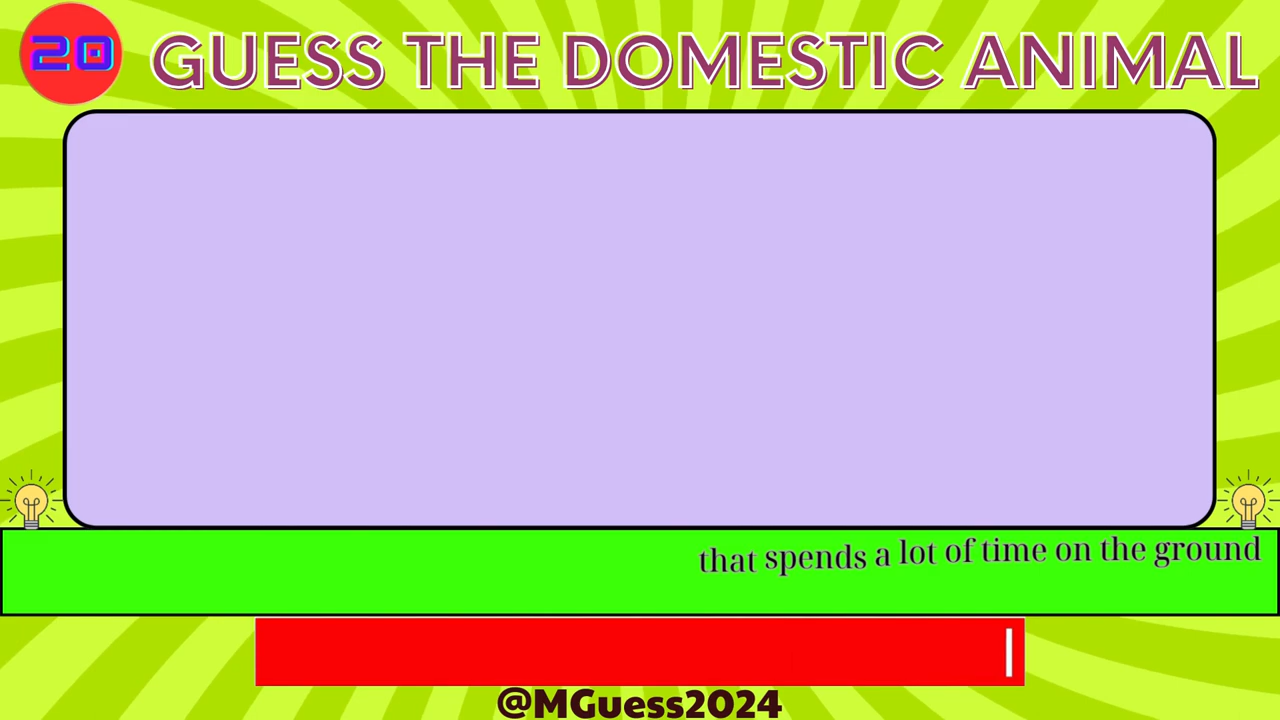 20
GUESS THE DOMESTIC ANIMAL
that spends a lot of time on the ground
@MGuess2024